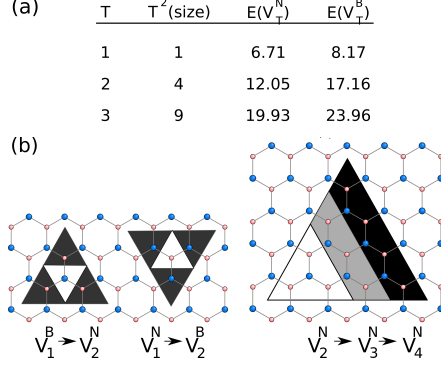 (a)
T T²(size) E(V_T^N) E(V_T^B)
1 1 6.71 8.17
2 4 12.05 17.16
3 9 19.93 23.96
(b)
V_1^B → V_2^N V_1^N → V_2^B V_2^N → V_3^N → V_4^N